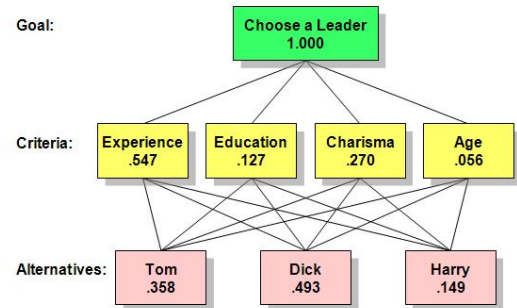 Goal:
Choose a Leader
1.000
Criteria:
Experience
.547
Education
.127
Charisma
.270
Age
.056
Alternatives:
Tom
.358
Dick
.493
Harry
.149